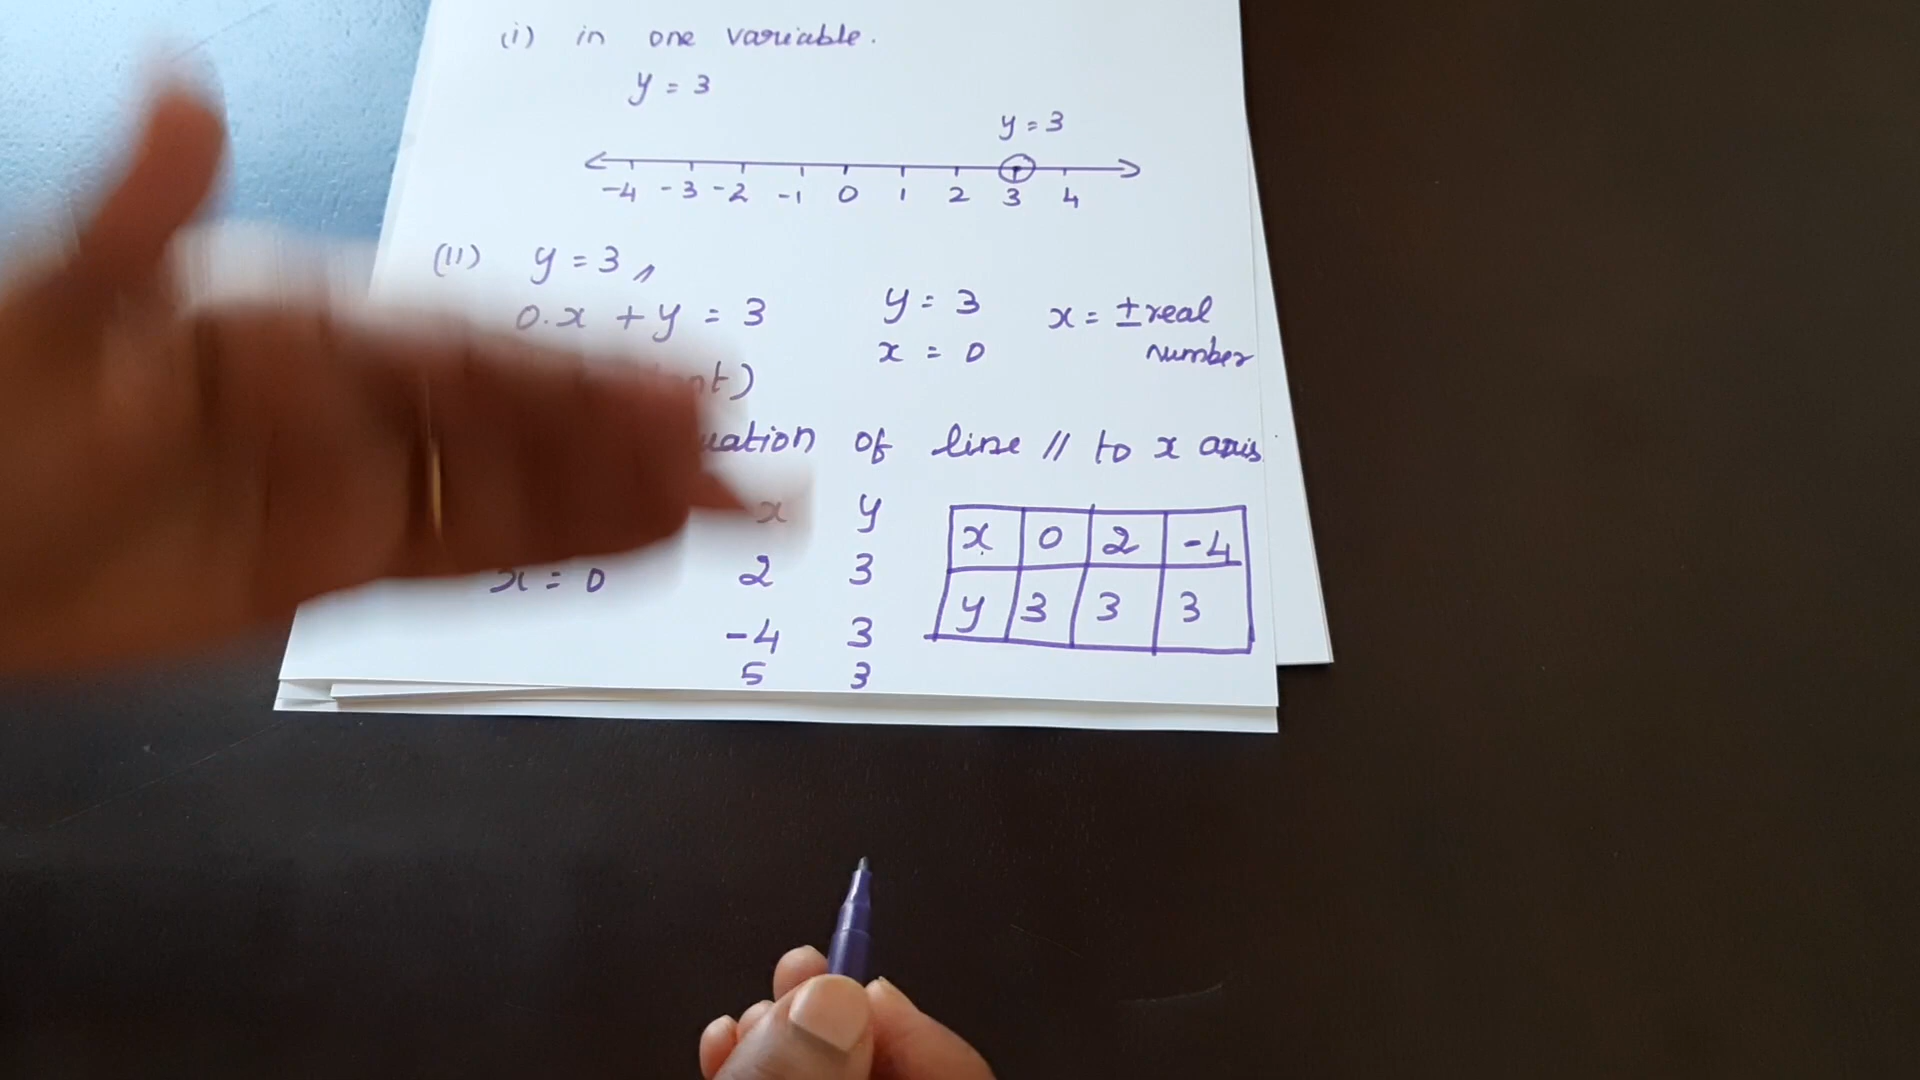 (i) in one variable.
y = 3
y = 3
-4 -3 -2 -1 0 1 2 3 4
(II) y = 3,
0.x + y = 3
y = 3
x = 0
x = ± real
number
of line // to x axis
x y
2 3
-4 3
5 3
x = 0
x 0 2 -4
y 3 3 3